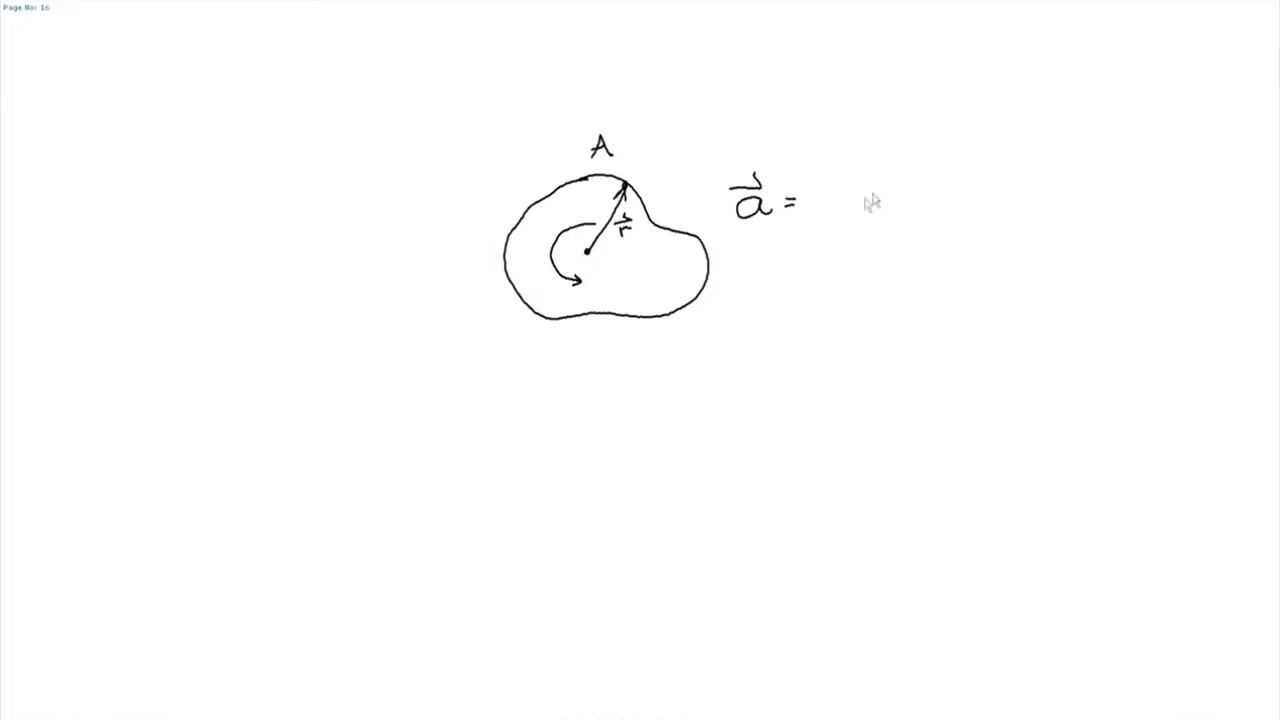 Page No: 16
A
r⃗
a⃗ =